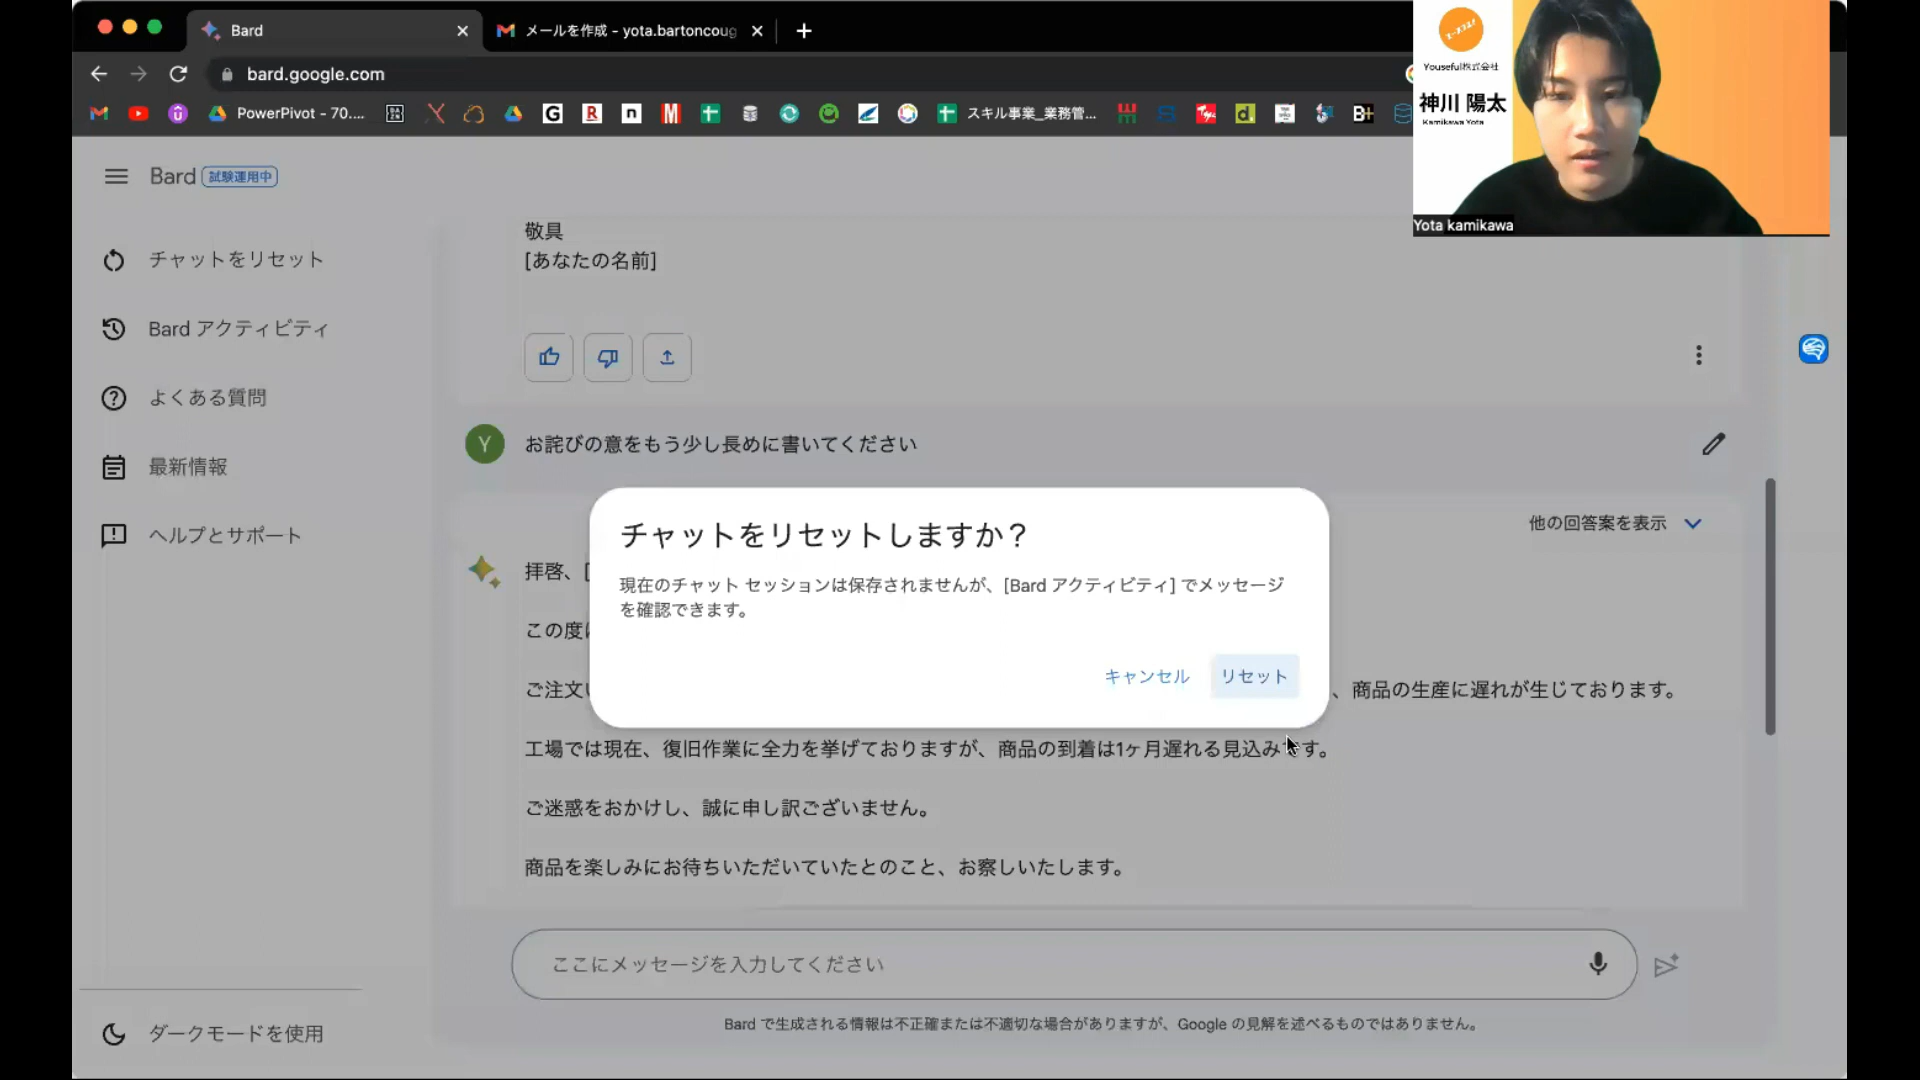 Bard
メールを作成 - yota.bartoncoug
bard.google.com
PowerPivot - 70....
スキル事業_業務管...
Youseful株式会社
神川 陽太
Kamikawa Yota
Yota kamikawa
Bard 試験運用中
チャットをリセット
Bard アクティビティ
よくある質問
最新情報
ヘルプとサポート
ダークモードを使用
敬具
[あなたの名前]
Y お詫びの意をもう少し長めに書いてください
他の回答案を表示
拝啓、[
この度
ご注文
、商品の生産に遅れが生じております。
チャットをリセットしますか？
現在のチャット セッションは保存されませんが、[Bard アクティビティ] でメッセージ
を確認できます。
キャンセル リセット
工場では現在、復旧作業に全力を挙げておりますが、商品の到着は1ヶ月遅れる見込みです。
ご迷惑をおかけし、誠に申し訳ございません。
商品を楽しみにお待ちいただいていたとのこと、お察しいたします。
ここにメッセージを入力してください
Bard で生成される情報は不正確または不適切な場合がありますが、Google の見解を述べるものではありません。